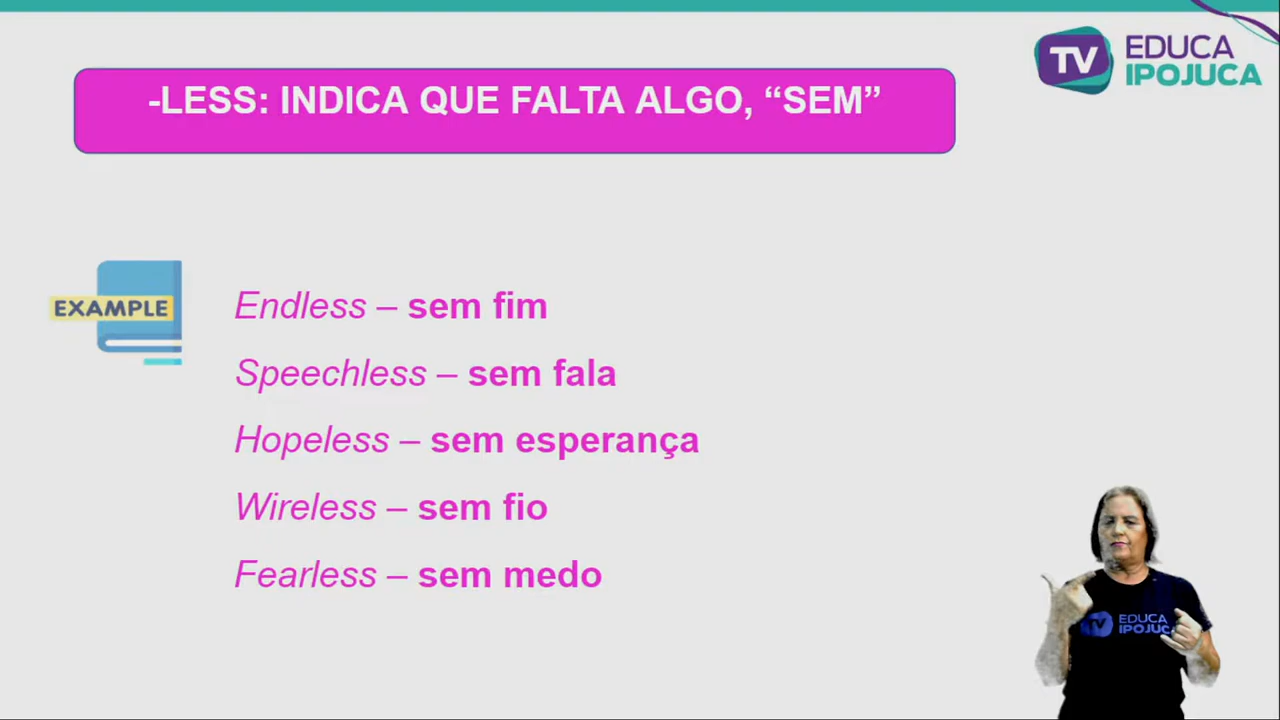 TV EDUCA
IPOJUCA
-LESS: INDICA QUE FALTA ALGO, “SEM”
EXAMPLE
Endless – sem fim
Speechless – sem fala
Hopeless – sem esperança
Wireless – sem fio
Fearless – sem medo
TV EDUCA
IPOJUCA